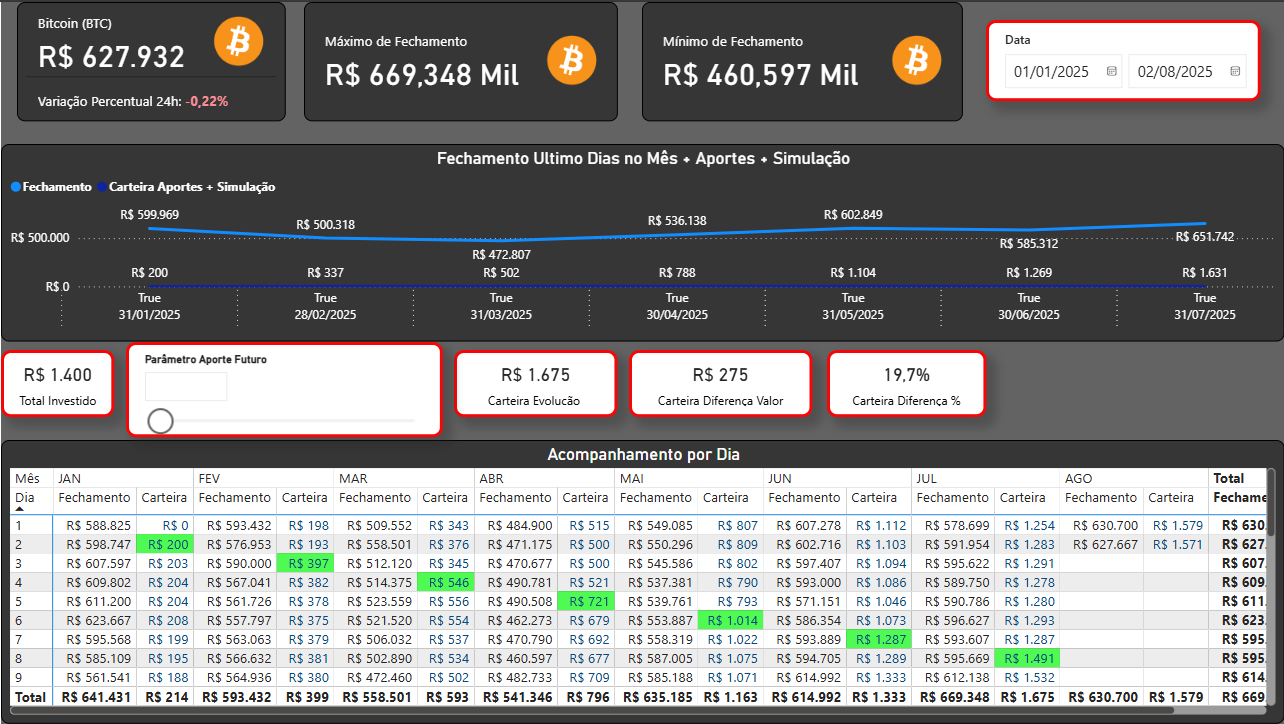 Bitcoin (BTC)
R$ 627.932
Variação Percentual 24h: -0,22%
Máximo de Fechamento
R$ 669,348 Mil
Mínimo de Fechamento
R$ 460,597 Mil
Data
01/01/2025 02/08/2025
Fechamento Ultimo Dias no Mês + Aportes + Simulação
Fechamento Carteira Aportes + Simulação
R$ 599.969 R$ 500.318 R$ 472.807 R$ 536.138 R$ 602.849 R$ 585.312 R$ 651.742
R$ 500.000
R$ 200 R$ 337 R$ 502 R$ 788 R$ 1.104 R$ 1.269 R$ 1.631
R$ 0
True True True True True True True
31/01/2025 28/02/2025 31/03/2025 30/04/2025 31/05/2025 30/06/2025 31/07/2025
R$ 1.400
Total Investido
Parâmetro Aporte Futuro
R$ 1.675
Carteira Evolucão
R$ 275
Carteira Diferença Valor
19,7%
Carteira Diferença %
Acompanhamento por Dia
Mês JAN FEV MAR ABR MAI JUN JUL AGO Total
Dia Fechamento Carteira Fechamento Carteira Fechamento Carteira Fechamento Carteira Fechamento Carteira Fechamento Carteira Fechamento Carteira Fechamento Carteira Fechame
1 R$ 588.825 R$ 0 R$ 593.432 R$ 198 R$ 509.552 R$ 343 R$ 484.900 R$ 515 R$ 549.085 R$ 807 R$ 607.278 R$ 1.112 R$ 578.699 R$ 1.254 R$ 630.700 R$ 1.579 R$ 630.
2 R$ 598.747 R$ 200 R$ 576.953 R$ 193 R$ 558.501 R$ 376 R$ 471.175 R$ 500 R$ 550.296 R$ 809 R$ 602.716 R$ 1.103 R$ 591.954 R$ 1.283 R$ 627.667 R$ 1.571 R$ 627.
3 R$ 607.597 R$ 203 R$ 590.000 R$ 397 R$ 512.120 R$ 345 R$ 470.677 R$ 500 R$ 545.586 R$ 802 R$ 597.407 R$ 1.094 R$ 595.622 R$ 1.291 R$ 607.
4 R$ 609.802 R$ 204 R$ 567.041 R$ 382 R$ 514.375 R$ 546 R$ 490.781 R$ 521 R$ 537.381 R$ 790 R$ 593.000 R$ 1.086 R$ 589.750 R$ 1.278 R$ 609.
5 R$ 611.200 R$ 204 R$ 561.726 R$ 378 R$ 523.559 R$ 556 R$ 490.508 R$ 721 R$ 539.761 R$ 793 R$ 571.151 R$ 1.046 R$ 590.786 R$ 1.280 R$ 611.
6 R$ 623.667 R$ 208 R$ 557.797 R$ 375 R$ 521.520 R$ 554 R$ 462.273 R$ 679 R$ 553.887 R$ 1.014 R$ 586.354 R$ 1.073 R$ 596.627 R$ 1.293 R$ 623.
7 R$ 595.568 R$ 199 R$ 563.063 R$ 379 R$ 506.032 R$ 537 R$ 470.790 R$ 692 R$ 558.319 R$ 1.022 R$ 593.889 R$ 1.287 R$ 593.607 R$ 1.287 R$ 595.
8 R$ 585.109 R$ 195 R$ 566.632 R$ 381 R$ 502.890 R$ 534 R$ 460.597 R$ 677 R$ 587.005 R$ 1.075 R$ 594.705 R$ 1.289 R$ 595.669 R$ 1.491 R$ 595.
9 R$ 561.541 R$ 188 R$ 564.936 R$ 380 R$ 472.460 R$ 502 R$ 482.733 R$ 709 R$ 585.188 R$ 1.071 R$ 614.992 R$ 1.333 R$ 612.138 R$ 1.532 R$ 614.
Total R$ 641.431 R$ 214 R$ 593.432 R$ 399 R$ 558.501 R$ 593 R$ 541.346 R$ 796 R$ 635.185 R$ 1.163 R$ 614.992 R$ 1.333 R$ 669.348 R$ 1.675 R$ 630.700 R$ 1.579 R$ 669.